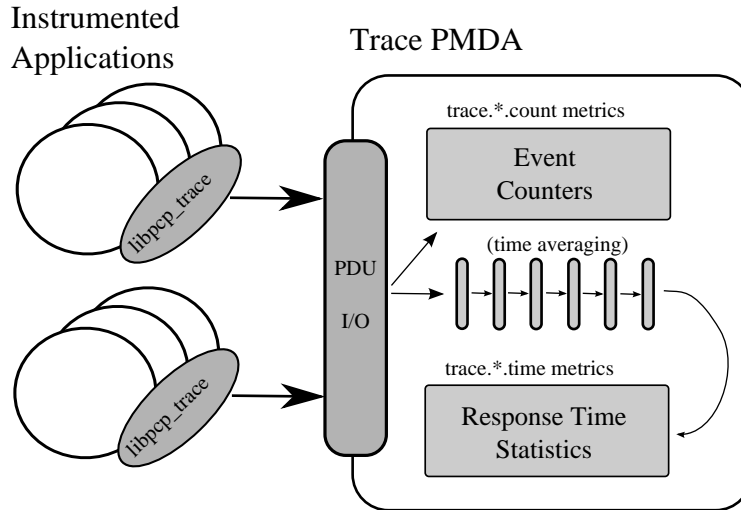 Instrumented
Applications
Trace PMDA
trace.*.count metrics
Event
Counters
libpcp_trace
(time averaging)
PDU
I/O
trace.*.time metrics
libpcp_trace
Response Time
Statistics